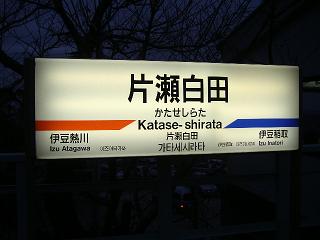 片瀬白田
かたせしらた
Katase-shirata
片瀬白田
가타세시라타
伊豆熱川
Izu Atagawa
伊豆稲取
Izu Inatori